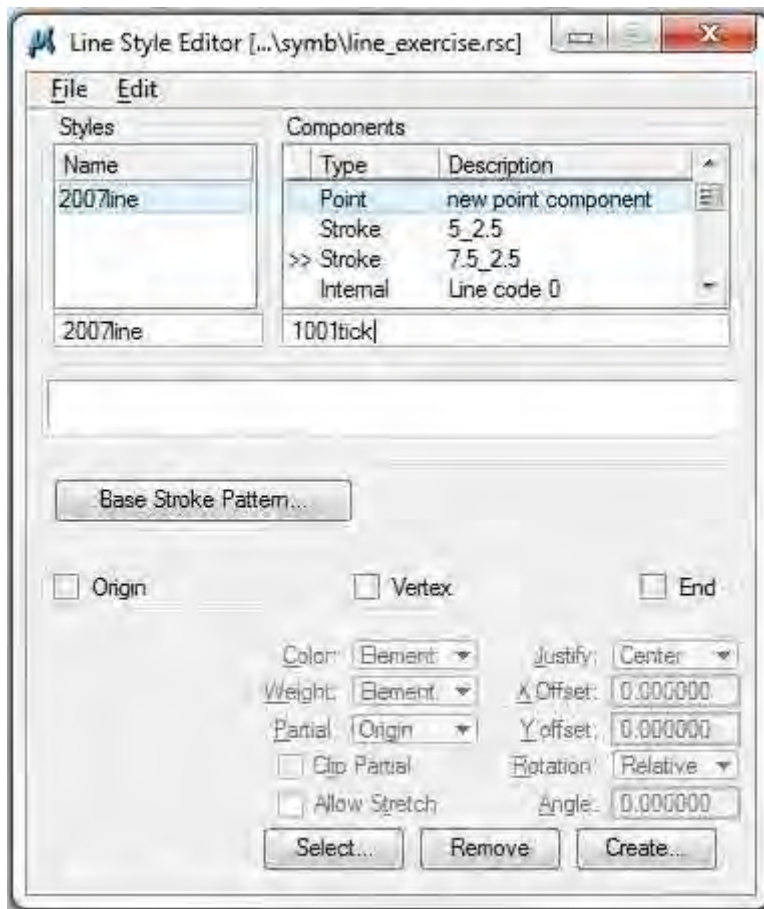 Line Style Editor [...\symb\line_exercise.rsc]
File Edit
Styles Components
Name Type Description
2007line Point new point component
Stroke 5_2.5
>> Stroke 7.5_2.5
Internal Line code 0
2007line 1001tick
Base Stroke Pattern...
Origin Vertex End
Color: Element Justify: Center
Weight: Element X Offset: 0.000000
Partial: Origin Y offset: 0.000000
Clip Partial Rotation: Relative
Allow Stretch Angle: 0.000000
Select... Remove Create...